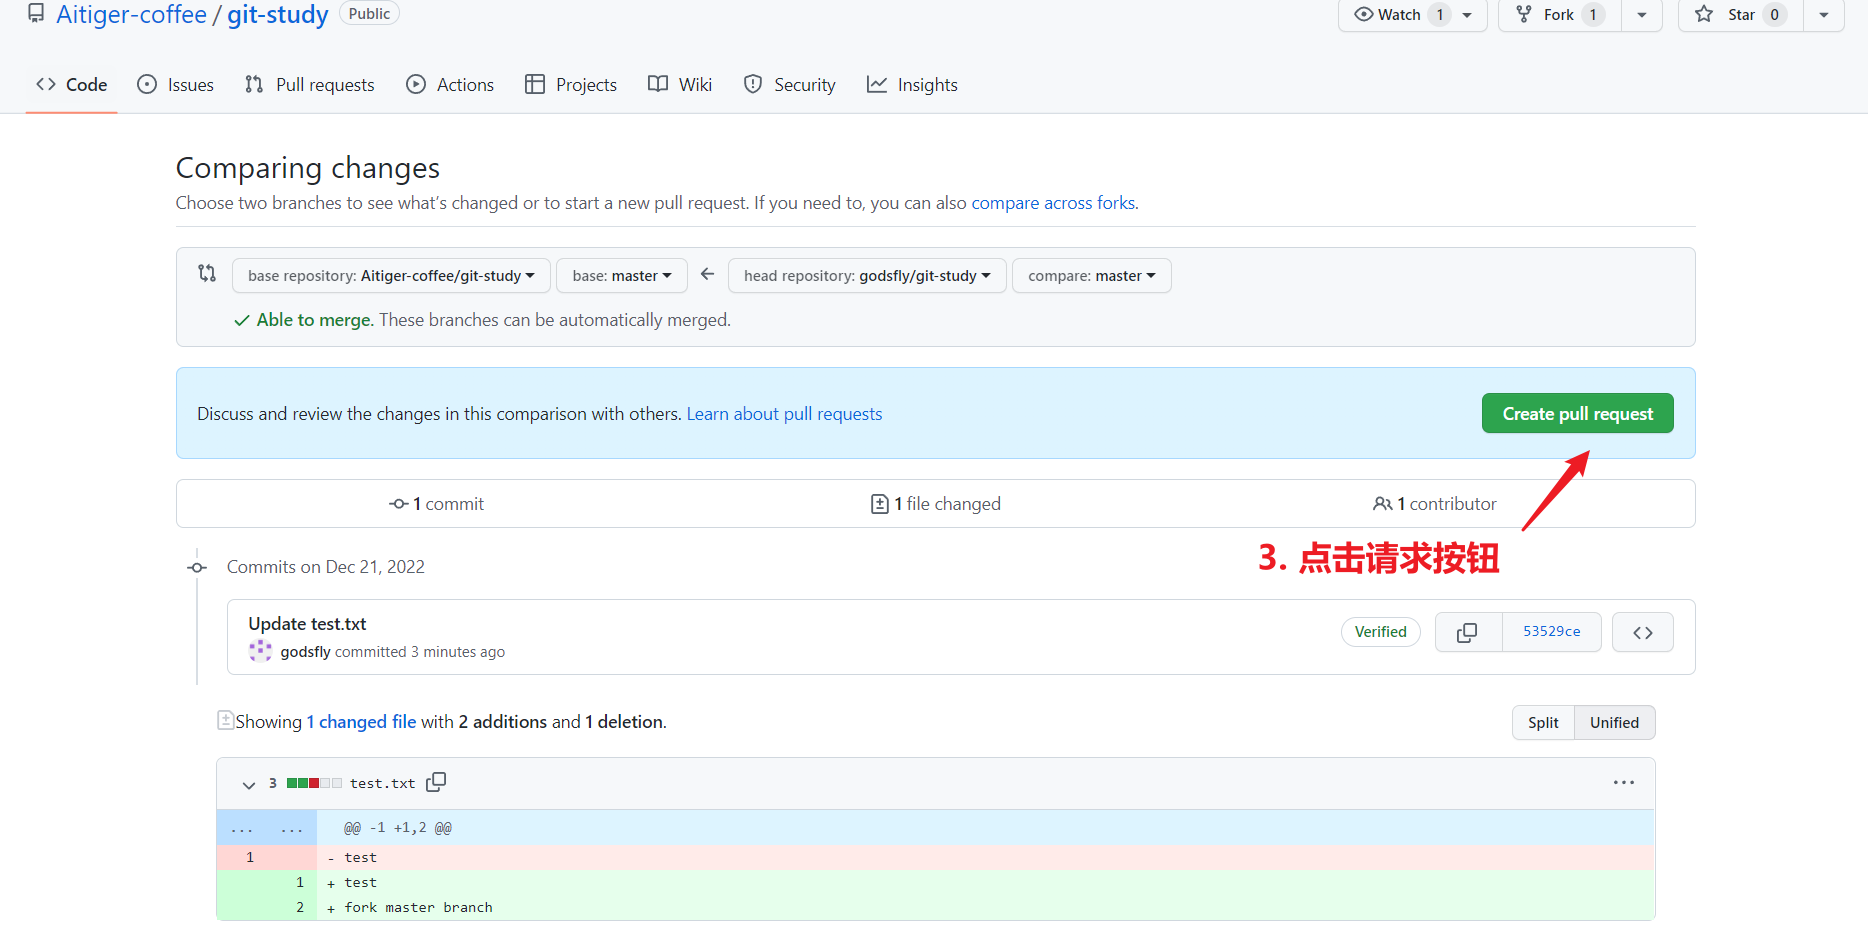 Aitiger-coffee / git-study Public Watch 1 Fork 1 Star 0
Code Issues Pull requests Actions Projects Wiki Security Insights
Comparing changes
Choose two branches to see what's changed or to start a new pull request. If you need to, you can also compare across forks.
base repository: Aitiger-coffee/git-study base: master ← head repository: godsfly/git-study compare: master
✓ Able to merge. These branches can be automatically merged.
Discuss and review the changes in this comparison with others. Learn about pull requests Create pull request
1 commit 1 file changed 1 contributor
3. 点击请求按钮
Commits on Dec 21, 2022
Update test.txt
godsfly committed 3 minutes ago Verified 53529ce
Showing 1 changed file with 2 additions and 1 deletion. Split Unified
3 test.txt ...
... ... @@ -1 +1,2 @@
1 - test
1 + test
2 + fork master branch